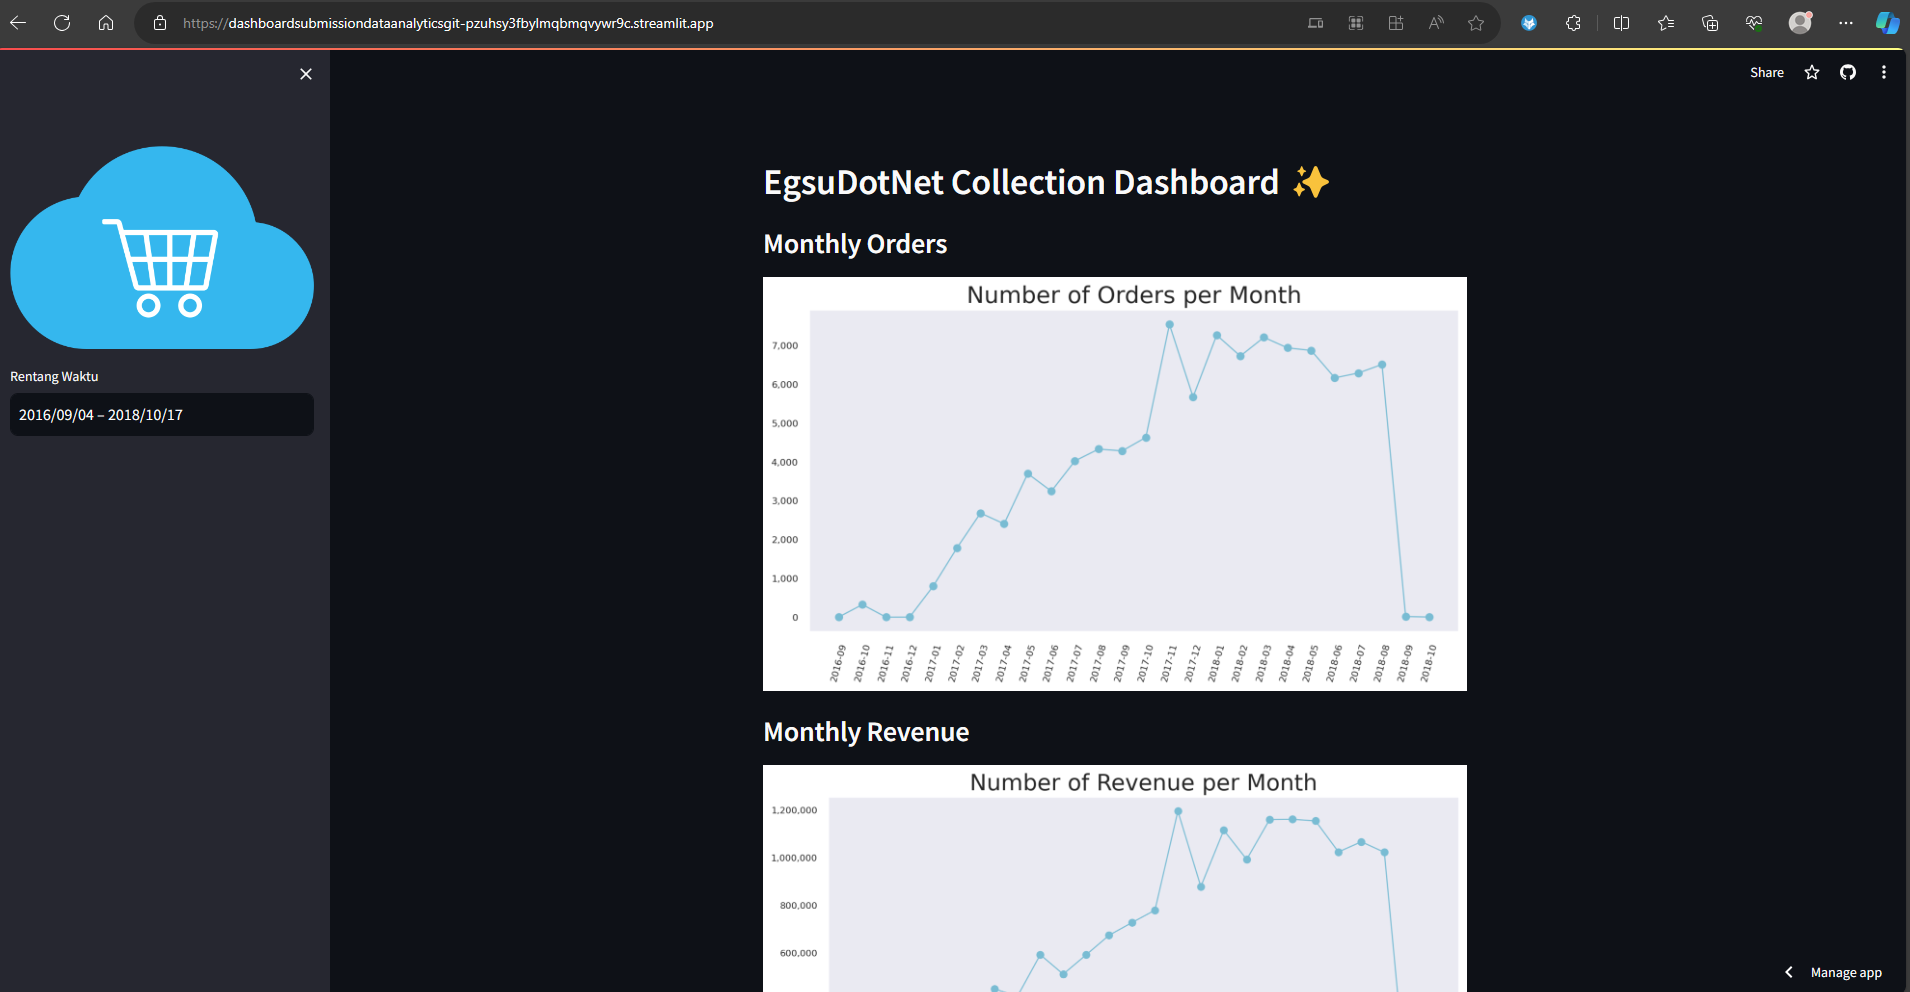 https://dashboardsubmissiondataanalyticsgit-pzuhsy3fbylmqbmqvywr9c.streamlit.app
Share
Rentang Waktu
2016/09/04 – 2018/10/17
EgsuDotNet Collection Dashboard ✨
Monthly Orders
Number of Orders per Month
7,000
6,000
5,000
4,000
3,000
2,000
1,000
0
2016-09 2016-10 2016-11 2016-12 2017-01 2017-02 2017-03 2017-04 2017-05 2017-06 2017-07 2017-08 2017-09 2017-10 2017-11 2017-12 2018-01 2018-02 2018-03 2018-04 2018-05 2018-06 2018-07 2018-08 2018-09 2018-10
Monthly Revenue
Number of Revenue per Month
1,200,000
1,000,000
800,000
600,000
Manage app